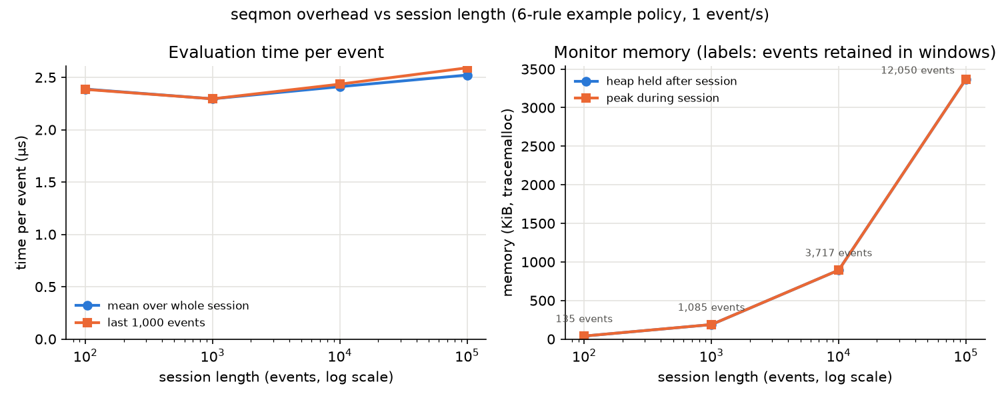 seqmon overhead vs session length (6-rule example policy, 1 event/s)
Evaluation time per event
2.5
2.0
1.5
1.0
0.5
0.0
time per event (µs)
mean over whole session
last 1,000 events
10²
10³
10⁴
10⁵
session length (events, log scale)
Monitor memory (labels: events retained in windows)
3500
3000
2500
2000
1500
1000
500
0
memory (KiB, tracemalloc)
heap held after session
peak during session
12,050 events
3,717 events
1,085 events
135 events
10²
10³
10⁴
10⁵
session length (events, log scale)